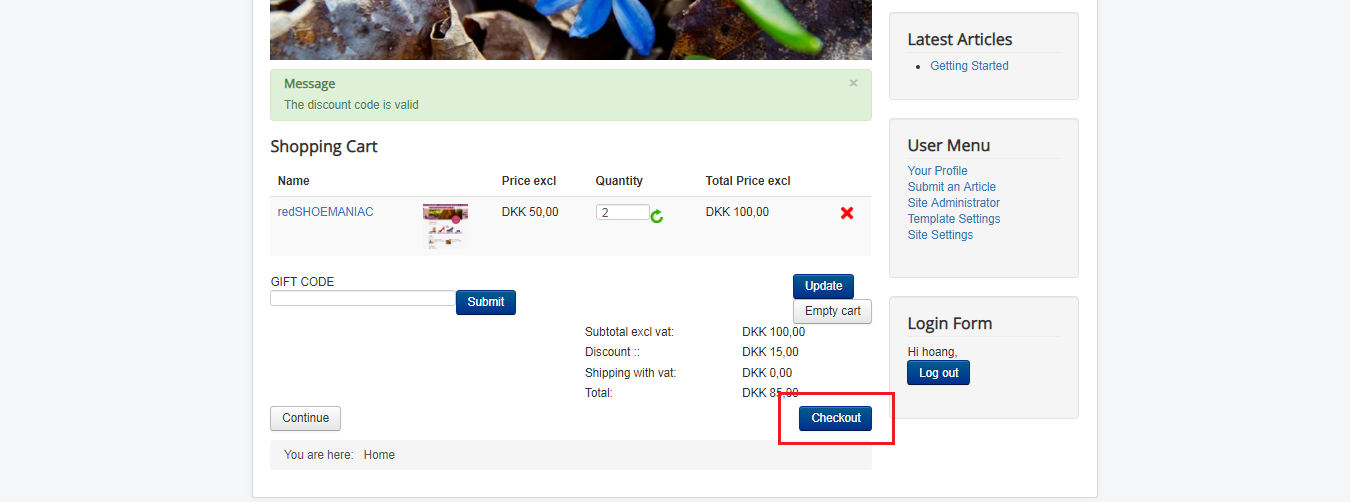 Message ×
The discount code is valid
Shopping Cart
Name Price excl Quantity Total Price excl
redSHOEMANIAC DKK 50,00 2 DKK 100,00
GIFT CODE
Submit
Update
Empty cart
Subtotal excl vat: DKK 100,00
Discount :: DKK 15,00
Shipping with vat: DKK 0,00
Total: DKK 85,00
Continue Checkout
You are here: Home
Latest Articles
Getting Started
User Menu
Your Profile
Submit an Article
Site Administrator
Template Settings
Site Settings
Login Form
Hi hoang,
Log out